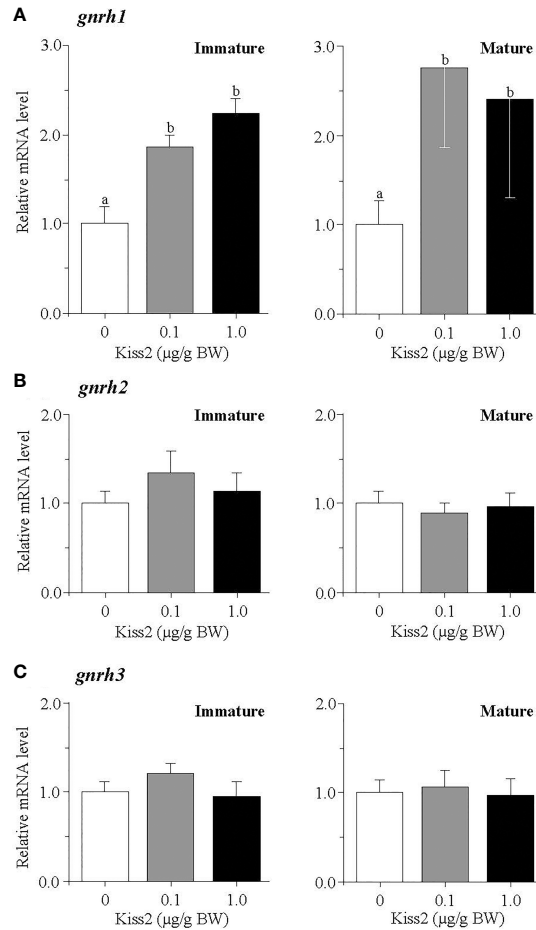 A gnrh1
Immature
Mature
Relative mRNA level
3.0
2.0
1.0
0.0
a
b
b
0 0.1 1.0
Kiss2 (µg/g BW)
3.0
2.0
1.0
0.0
a
b
b
0 0.1 1.0
Kiss2 (µg/g BW)
B gnrh2
Immature
Mature
Relative mRNA level
2.0
1.0
0.0
0 0.1 1.0
Kiss2 (µg/g BW)
2.0
1.0
0.0
0 0.1 1.0
Kiss2 (µg/g BW)
C gnrh3
Immature
Mature
Relative mRNA level
2.0
1.0
0.0
0 0.1 1.0
Kiss2 (µg/g BW)
2.0
1.0
0.0
0 0.1 1.0
Kiss2 (µg/g BW)